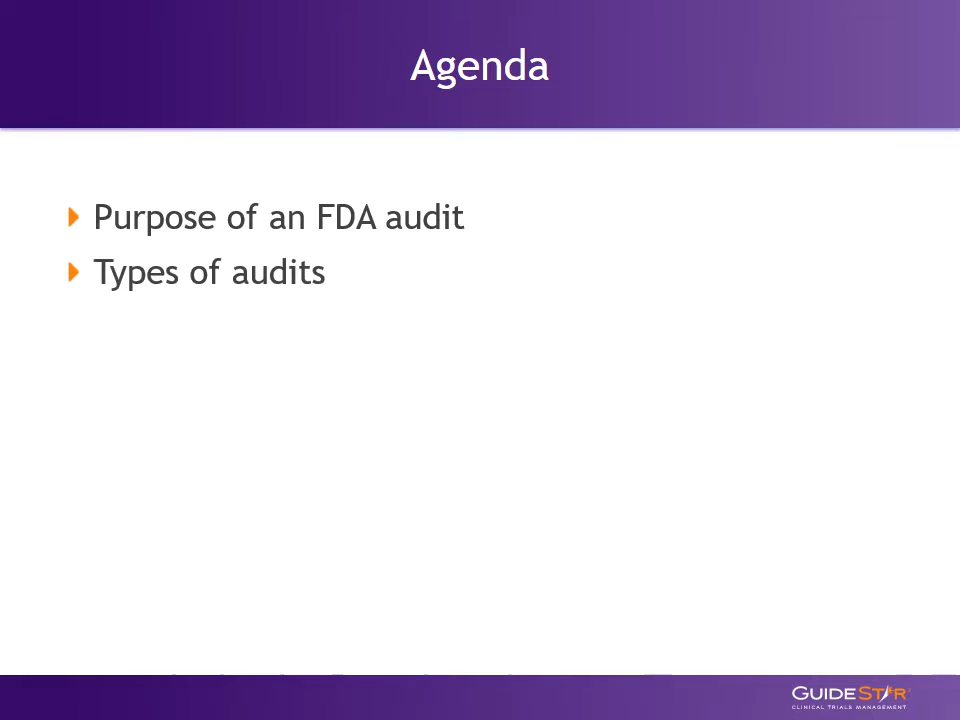 Agenda
Purpose of an FDA audit
Types of audits
GUIDESTAR
CLINICAL TRIALS MANAGEMENT